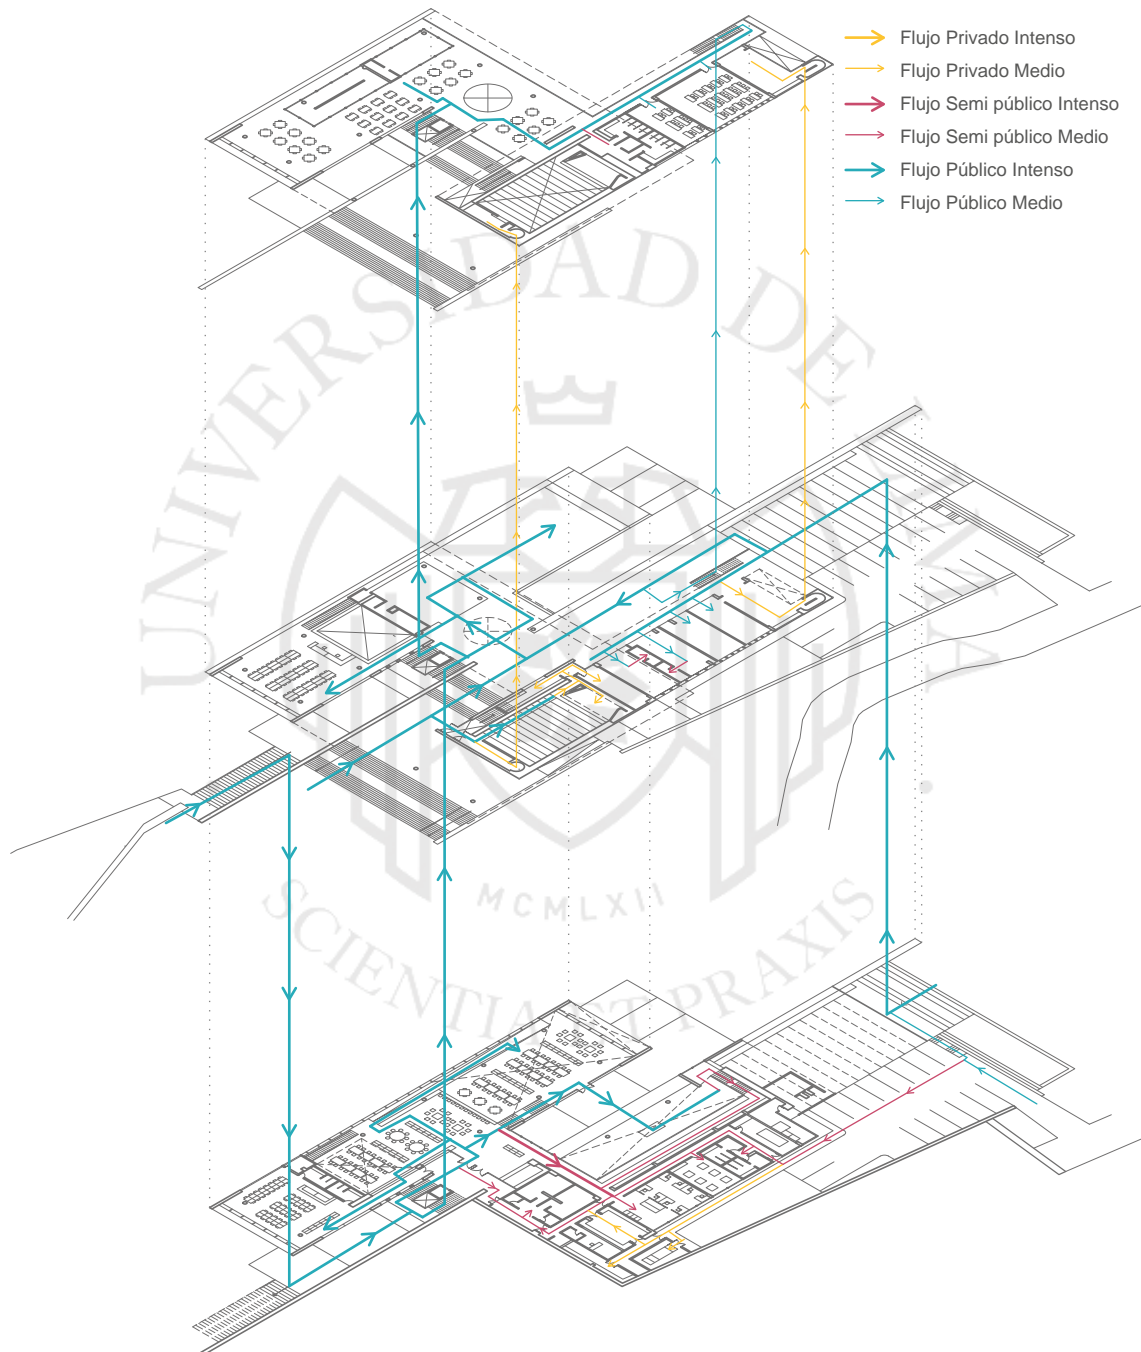 Flujo Privado Intenso
Flujo Privado Medio
Flujo Semi público Intenso
Flujo Semi público Medio
Flujo Público Intenso
Flujo Público Medio
UNIVERSIDAD DE LIMA
MCMLXII
SCIENTIA ET PRAXIS